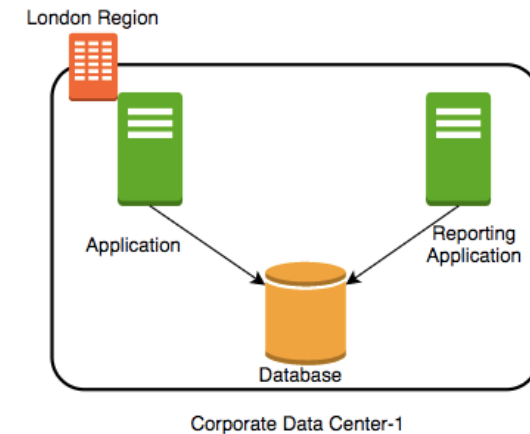 London Region
Application
Reporting
Application
Database
Corporate Data Center-1